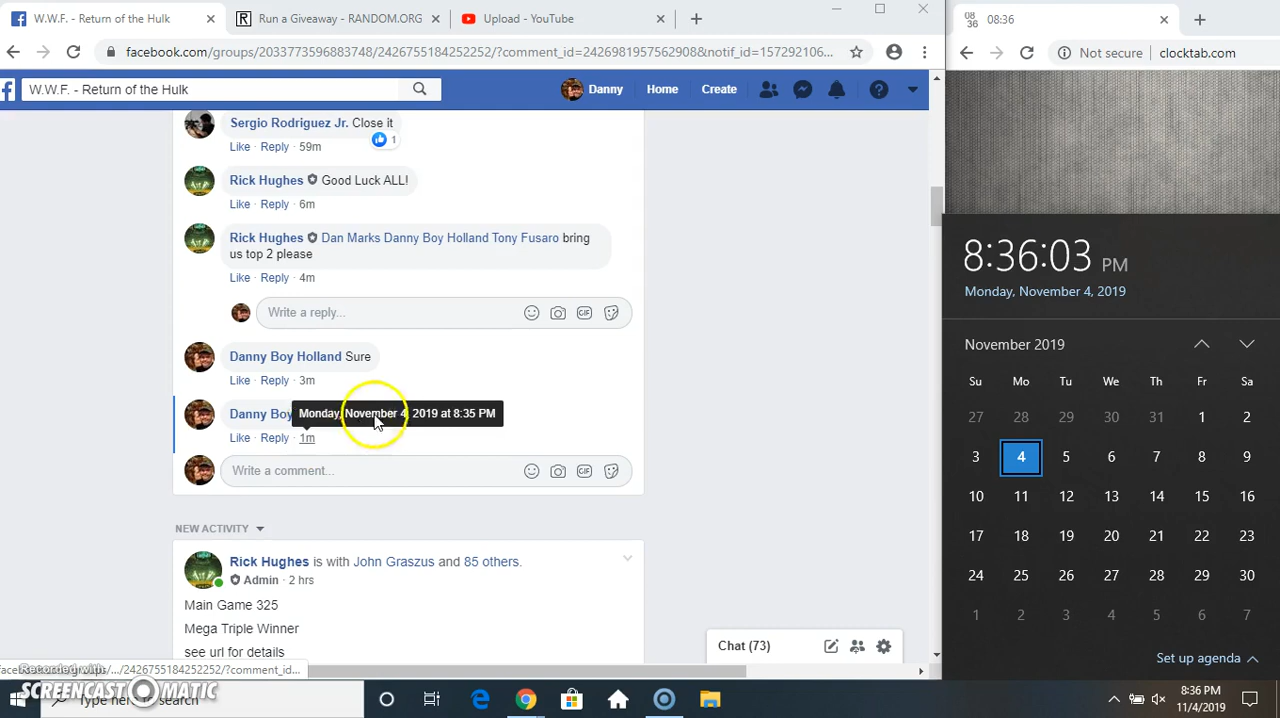 W.W.F. - Return of the Hulk
Run a Giveaway - RANDOM.ORG
Upload - YouTube
08:36
facebook.com/groups/2033773596883748/2426755184252252/?comment_id=2426981957562908&notif_id=157292106...
Not secure
clocktab.com
W.W.F. - Return of the Hulk
Danny
Home
Create
Sergio Rodriguez Jr. Close it
1
Like · Reply · 59m
Rick Hughes Good Luck ALL!
Like · Reply · 6m
Rick Hughes Dan Marks Danny Boy Holland Tony Fusaro bring
us top 2 please
Like · Reply · 4m
Write a reply...
GIF
Danny Boy Holland Sure
Like · Reply · 3m
Danny Boy
Monday, November 4, 2019 at 8:35 PM
Like · Reply · 1m
Write a comment...
GIF
NEW ACTIVITY
Rick Hughes is with John Graszus and 85 others.
Admin · 2 hrs
Main Game 325
Mega Triple Winner
see url for details
Chat (73)
8:36:03 PM
Monday, November 4, 2019
November 2019
Su Mo Tu We Th Fr Sa
27 28 29 30 31 1 2
3 4 5 6 7 8 9
10 11 12 13 14 15 16
17 18 19 20 21 22 23
24 25 26 27 28 29 30
1 2 3 4 5 6 7
Set up agenda
.../2426755184252252/?comment_id...
Recorded with
SCREENCAST-O-MATIC
search
8:36 PM
11/4/2019